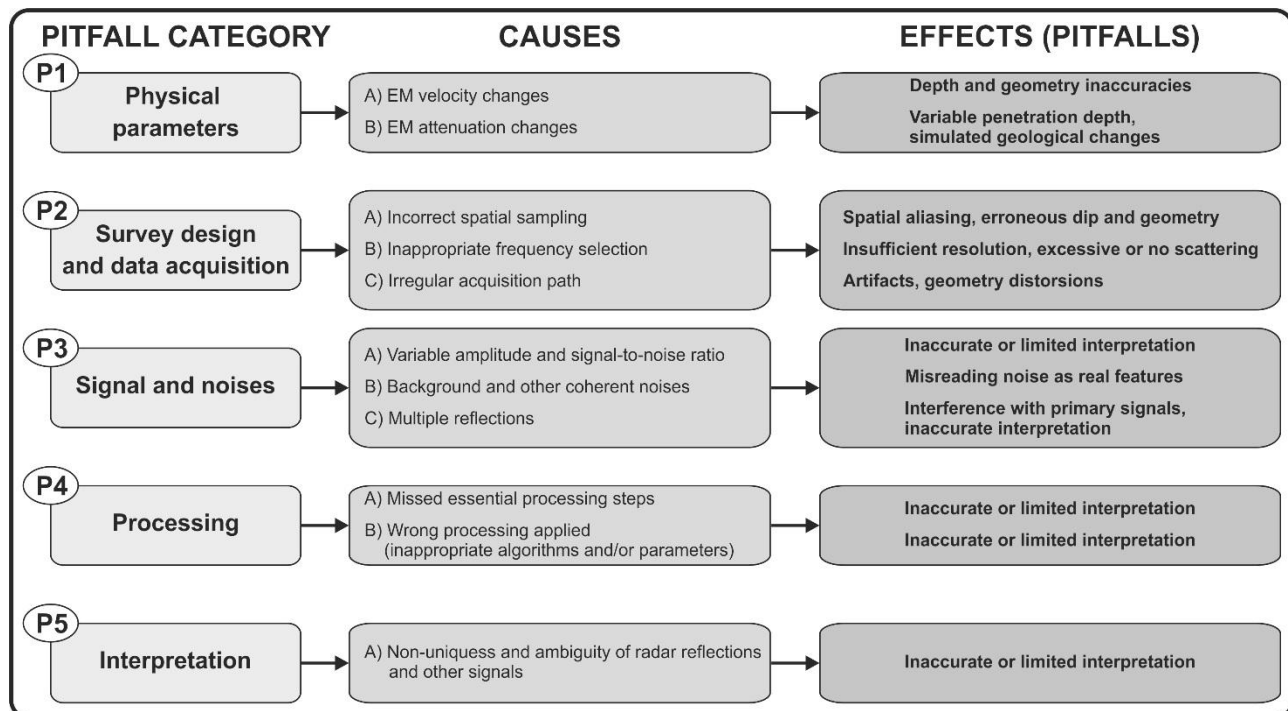 PITFALL CATEGORY
CAUSES
EFFECTS (PITFALLS)
P1
Physical
parameters
A) EM velocity changes
B) EM attenuation changes
Depth and geometry inaccuracies
Variable penetration depth,
simulated geological changes
P2
Survey design
and data acquisition
A) Incorrect spatial sampling
B) Inappropriate frequency selection
C) Irregular acquisition path
Spatial aliasing, erroneous dip and geometry
Insufficient resolution, excessive or no scattering
Artifacts, geometry distorsions
P3
Signal and noises
A) Variable amplitude and signal-to-noise ratio
B) Background and other coherent noises
C) Multiple reflections
Inaccurate or limited interpretation
Misreading noise as real features
Interference with primary signals,
inaccurate interpretation
P4
Processing
A) Missed essential processing steps
B) Wrong processing applied
(inappropriate algorithms and/or parameters)
Inaccurate or limited interpretation
Inaccurate or limited interpretation
P5
Interpretation
A) Non-uniquess and ambiguity of radar reflections
and other signals
Inaccurate or limited interpretation